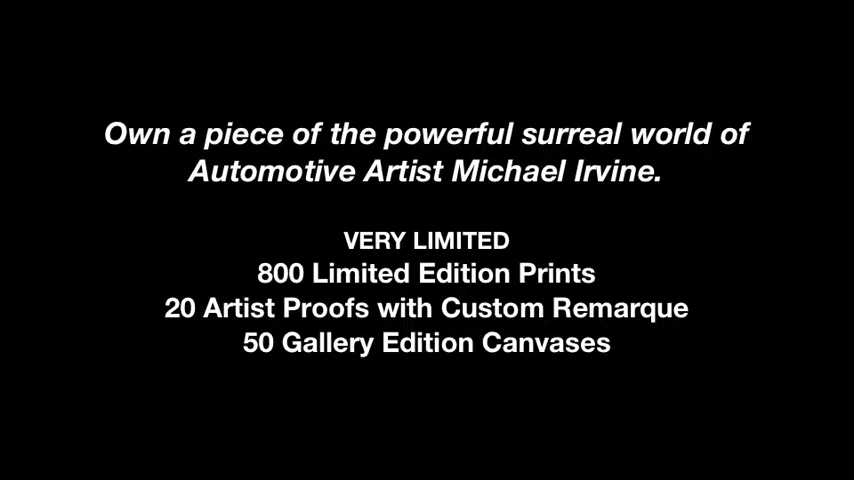 Own a piece of the powerful surreal world of
Automotive Artist Michael Irvine.
VERY LIMITED
800 Limited Edition Prints
20 Artist Proofs with Custom Remarque
50 Gallery Edition Canvases